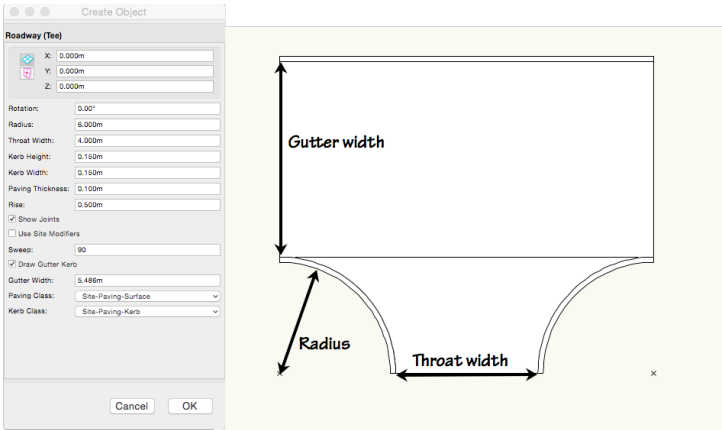 Create Object
Roadway (Tee)
X: 0.000m
Y: 0.000m
Z: 0.000m
Rotation: 0.00°
Radius: 6.000m
Throat Width: 4.000m
Kerb Height: 0.150m
Kerb Width: 0.150m
Paving Thickness: 0.100m
Rise: 0.500m
Show Joints
Use Site Modifiers
Sweep: 90
Draw Gutter Kerb
Gutter Width: 5.486m
Paving Class: Site-Paving-Surface
Kerb Class: Site-Paving-Kerb
Cancel OK
Gutter width
Radius
Throat width